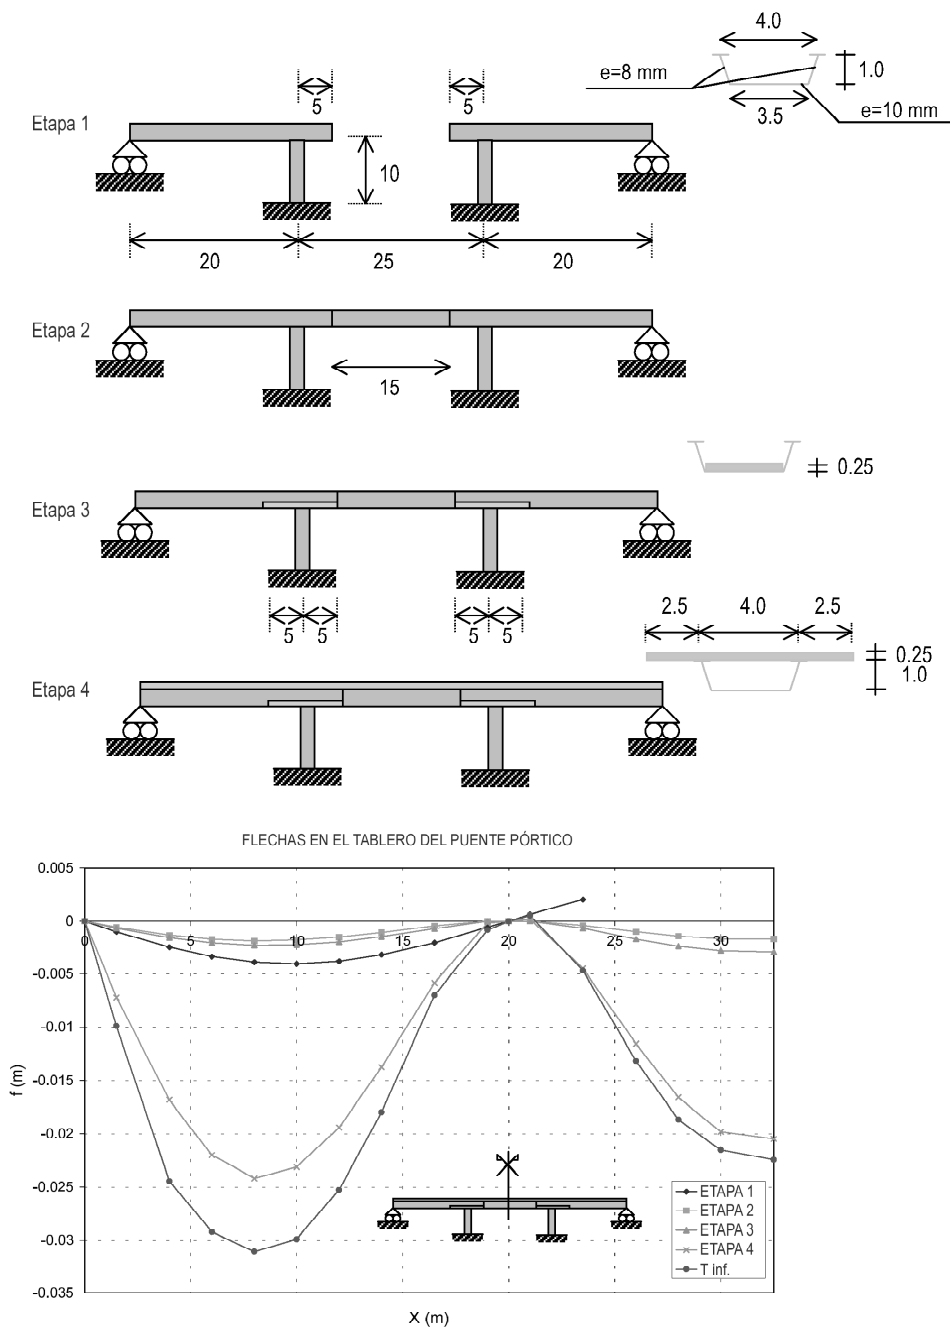 4.0
e=8 mm
1.0
3.5
e=10 mm
5
5
Etapa 1
10
20
25
20
Etapa 2
15
0.25
Etapa 3
5
5
5
5
2.5
4.0
2.5
0.25
1.0
Etapa 4
FLECHAS EN EL TABLERO DEL PUENTE PÓRTICO
0.005
0
-0.005
-0.01
-0.015
-0.02
-0.025
-0.03
-0.035
f (m)
0
5
10
15
20
25
30
ETAPA 1
ETAPA 2
ETAPA 3
ETAPA 4
T inf.
X (m)